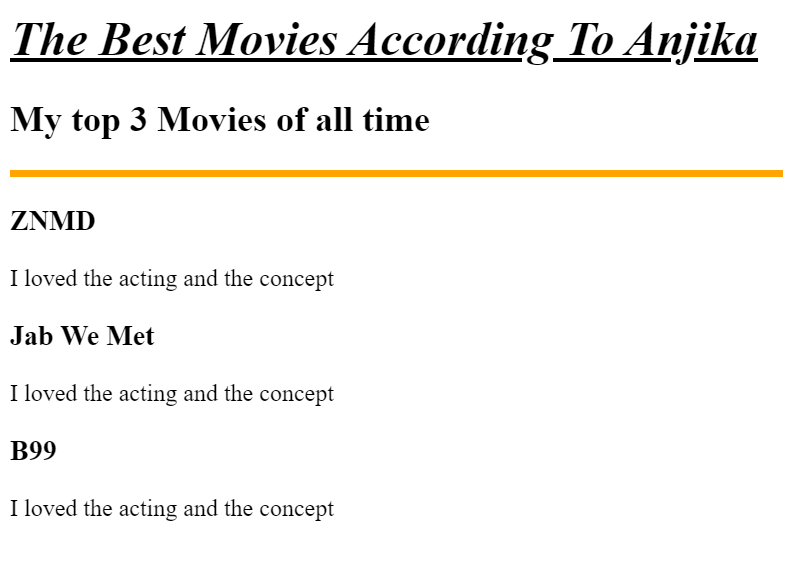 The Best Movies According To Anjika
My top 3 Movies of all time
ZNMD
I loved the acting and the concept
Jab We Met
I loved the acting and the concept
B99
I loved the acting and the concept